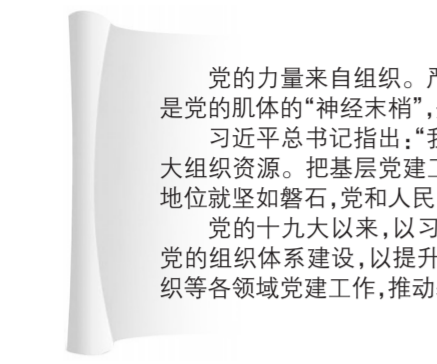 党的力量来自组织。严
是党的肌体的“神经末梢”,
习近平总书记指出:“我
大组织资源。把基层党建工
地位就坚如磐石,党和人民
党的十九大以来,以习
党的组织体系建设,以提升
织等各领域党建工作,推动